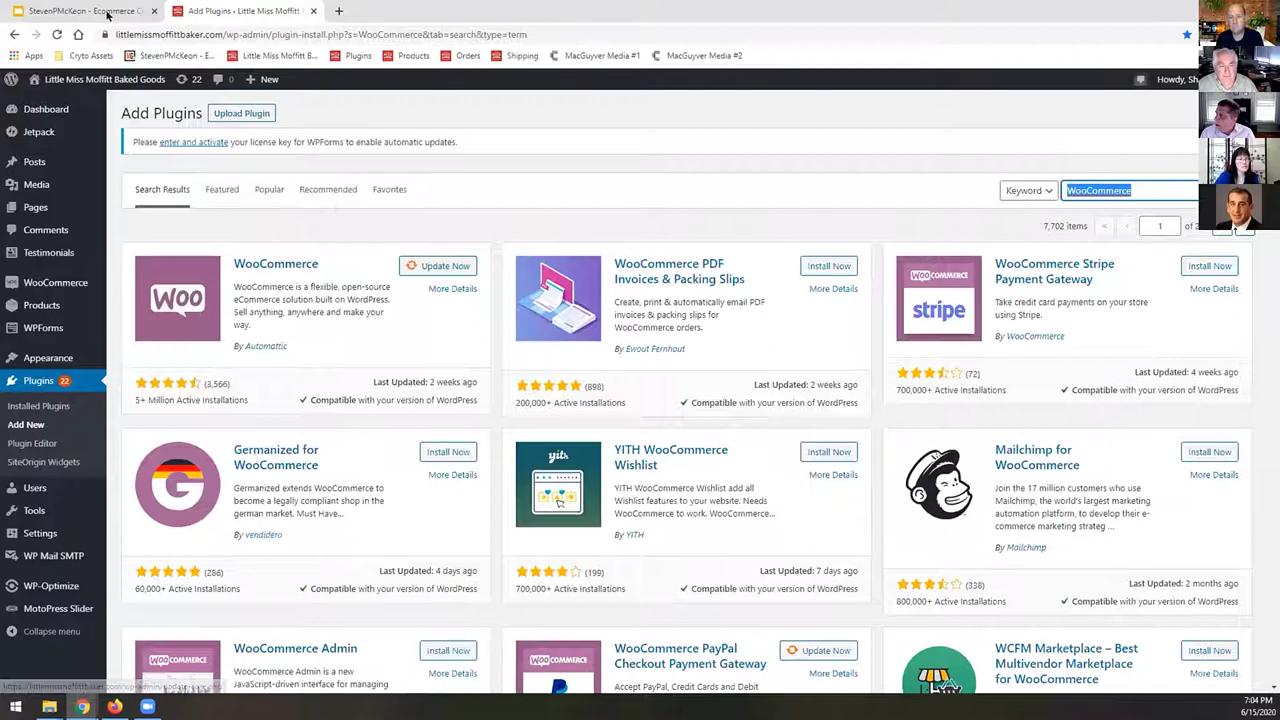 StevenPMcKeon - Ecommerce C
Add Plugins ‹ Little Miss Moffitt
littlemissmoffittbaker.com/wp-admin/plugin-install.php?s=WooCommerce&tab=search&type=term
Apps Cryto Assets StevenPMcKeon - E... Little Miss Moffitt B... Plugins Products Orders Shipping MacGuyver Media #1 MacGuyver Media #2
Little Miss Moffitt Baked Goods 22 0 + New Howdy, Sh
Dashboard
Jetpack
Posts
Media
Pages
Comments
Testimonials
WooCommerce
Products
WPForms
Appearance
Plugins 22
Installed Plugins
Add New
Plugin Editor
SiteOrigin Widgets
Users
Tools
Settings
WP Mail SMTP
WP-Optimize
MotoPress Slider
Collapse menu
Add Plugins Upload Plugin
Please enter and activate your license key for WPForms to enable automatic updates.
Search Results Featured Popular Recommended Favorites Keyword WooCommerce
7,702 items « ‹ 1 of
WOO
WooCommerce
Update Now
More Details
WooCommerce is a flexible, open-source
eCommerce solution built on WordPress.
Sell anything, anywhere and make your
way.
By Automattic
(3,566)
5+ Million Active Installations
Last Updated: 2 weeks ago
✓ Compatible with your version of WordPress
WooCommerce PDF
Invoices & Packing Slips
Install Now
More Details
Create, print & automatically email PDF
invoices & packing slips for
WooCommerce orders.
By Ewout Fernhout
(898)
200,000+ Active Installations
Last Updated: 2 weeks ago
✓ Compatible with your version of WordPress
WOO COMMERCE
stripe
WooCommerce Stripe
Payment Gateway
Install Now
More Details
Take credit card payments on your store
using Stripe.
By WooCommerce
(72)
700,000+ Active Installations
Last Updated: 4 weeks ago
✓ Compatible with your version of WordPress
G
Germanized for
WooCommerce
Install Now
More Details
Germanized extends WooCommerce to
become a legally compliant shop in the
german market. Must Have...
By vendidero
(286)
60,000+ Active Installations
Last Updated: 4 days ago
✓ Compatible with your version of WordPress
yith
YITH WooCommerce
Wishlist
Install Now
More Details
YITH WooCommerce Wishlist add all
Wishlist features to your website. Needs
WooCommerce to work. WooCommerce...
By YITH
(199)
700,000+ Active Installations
Last Updated: 7 days ago
✓ Compatible with your version of WordPress
Mailchimp for
WooCommerce
Install Now
More Details
Join the 17 million customers who use
Mailchimp, the world's largest marketing
automation platform, to develop their e-
commerce marketing strateg ...
By Mailchimp
(338)
800,000+ Active Installations
Last Updated: 2 months ago
✓ Compatible with your version of WordPress
WOO COMMERCE
WooCommerce Admin
Install Now
More Details
WooCommerce Admin is a new
JavaScript-driven interface for managing
WOO COMMERCE
WooCommerce PayPal
Checkout Payment Gateway
Update Now
More Details
Accept PayPal, Credit Cards and Debit
WCFM Marketplace – Best
Multivendor Marketplace
for WooCommerce
Install Now
More Details
7:04 PM
6/15/2020